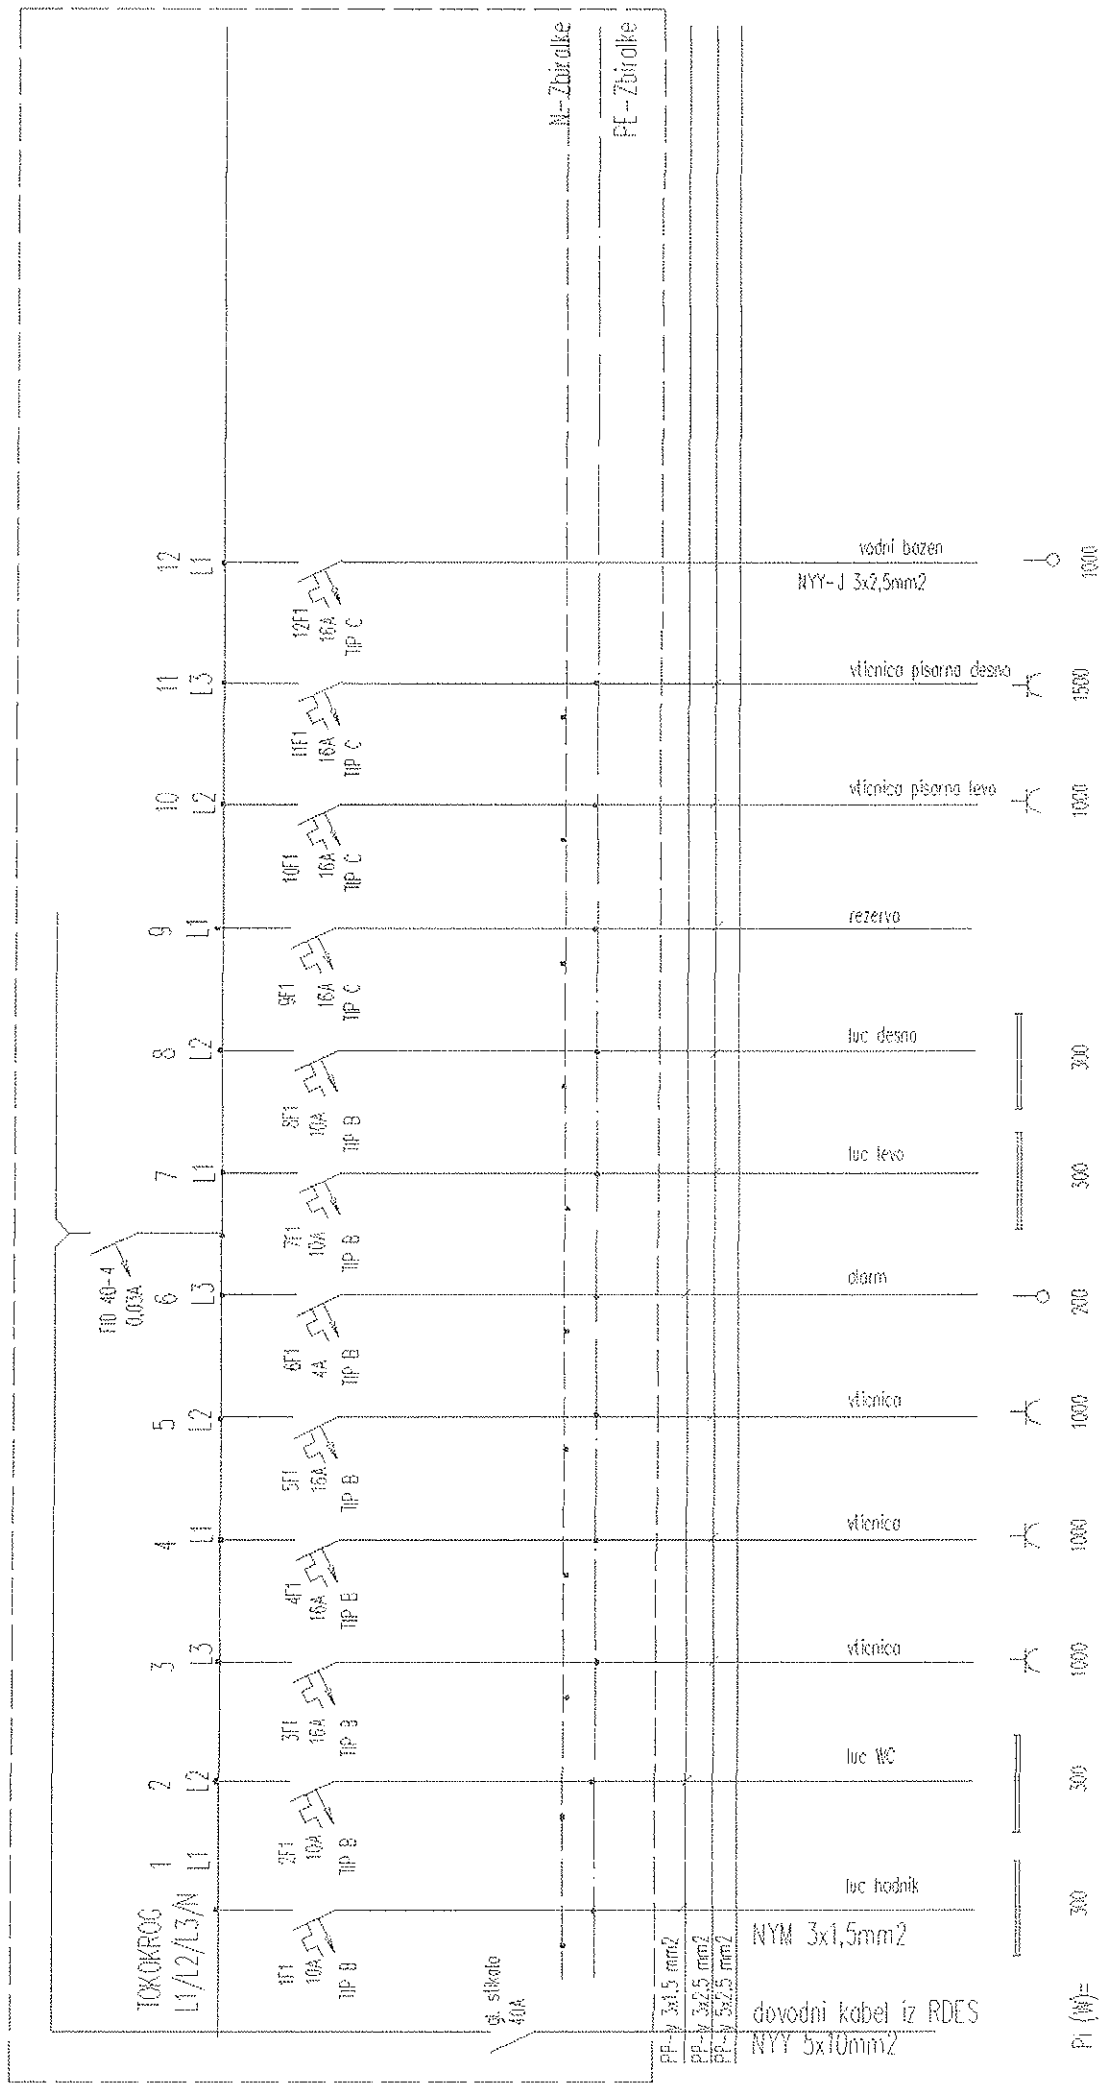 FID 40-4
0,03A
TOKOKROG 1 2 3 4 5 6 7 8 9 10 11 12
L1/L2/L3/N L1 L2 L3 L1 L2 L3 L1 L2 L1 L2 L3 L1
1F1 2F1 3F1 4F1 5F1 6F1 7F1 8F1 9F1 10F1 11F1 12F1
10A 10A 16A 16A 16A 4A 10A 10A 16A 16A 16A 16A
TIP B TIP B TIP B TIP B TIP B TIP B TIP B TIP B TIP C TIP C TIP C TIP C
gl. stikalo
40A
N-Zbiralke
PE-Zbiralke
PP-y 3x1,5 mm2
PP-y 3x2,5 mm2
PP-y 5x2,5 mm2
dovodni kabel iz RDES
NYY 5x10mm2
NYM 3x1,5mm2
luc hodnik
luc WC
vticnica
vticnica
vticnica
alarm
luc levo
luc desno
rezerva
vticnica pisarna levo
vticnica pisarna desno
vodni bazen
NYY-J 3x2,5mm2
Pi (W)= 300 300 1000 1000 1000 200 300 300 1000 1500 1000